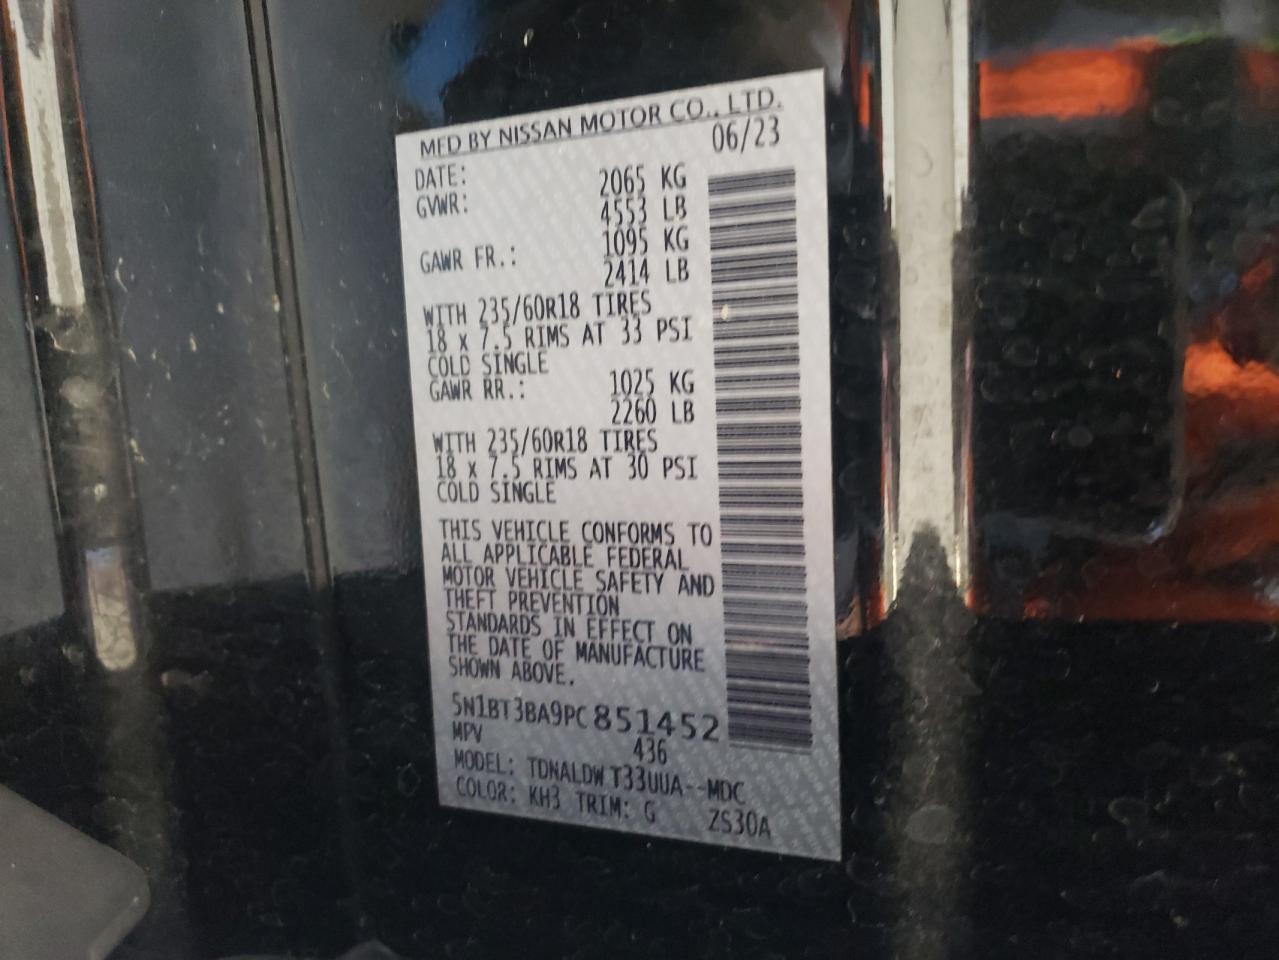 MFD BY NISSAN MOTOR CO., LTD.
DATE: 06/23
GVWR: 2065 KG
4553 LB
GAWR FR.: 1095 KG
2414 LB
WITH 235/60R18 TIRES
18 x 7.5 RIMS AT 33 PSI
COLD SINGLE
GAWR RR.: 1025 KG
2260 LB
WITH 235/60R18 TIRES
18 x 7.5 RIMS AT 30 PSI
COLD SINGLE
THIS VEHICLE CONFORMS TO
ALL APPLICABLE FEDERAL
MOTOR VEHICLE SAFETY AND
THEFT PREVENTION
STANDARDS IN EFFECT ON
THE DATE OF MANUFACTURE
SHOWN ABOVE.
5N1BT3BA9PC851452
MPV 436
MODEL: TDNALDW T33UUA--MDC
COLOR: KH3 TRIM: G ZS30A